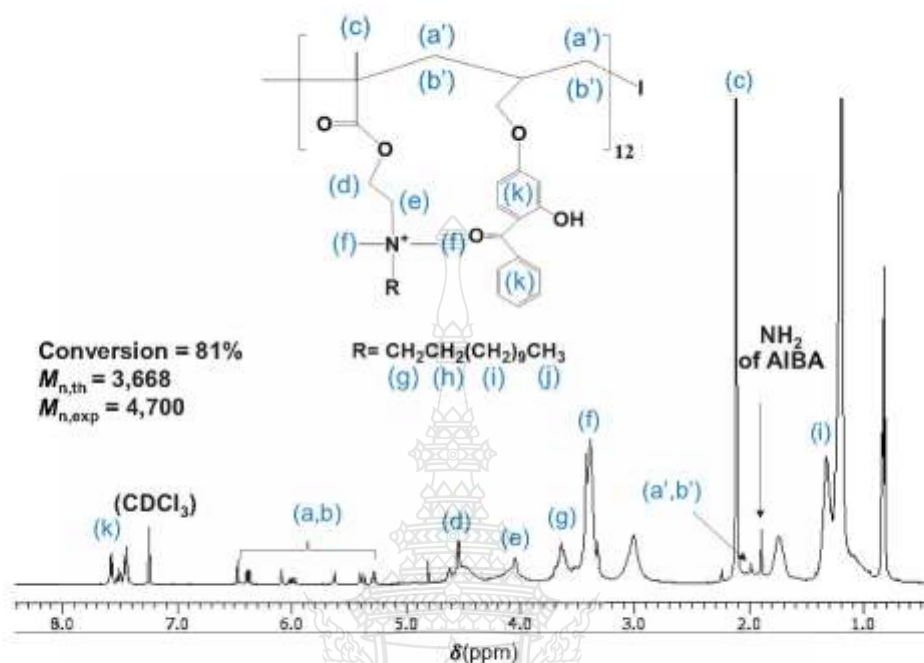 (c)
(a')
(a')
(b')
(b')
I
12
O
O
O
(d)
(e)
(k)
OH
(f)
N+
(f)
O
R
(k)
Conversion = 81%
Mn,th = 3,668
Mn,exp = 4,700
R= CH2CH2(CH2)9CH3
(g) (h) (i) (j)
(c)
NH2
of AIBA
(f)
(i)
(CDCl3)
(k)
(a,b)
(d)
(e)
(g)
(a',b')
8.0 7.0 6.0 5.0 4.0 3.0 2.0 1.0
δ(ppm)